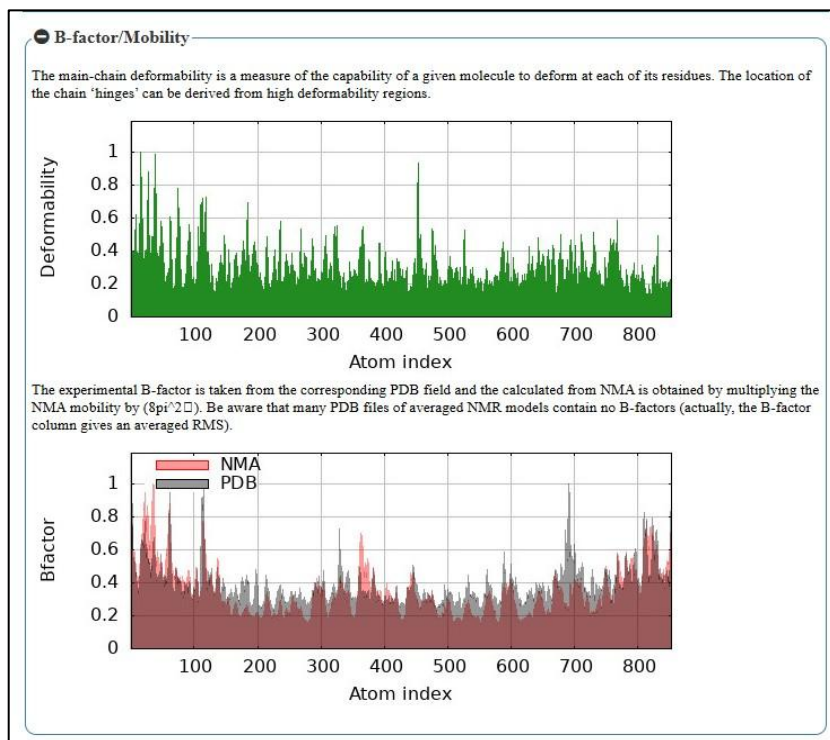 B-factor/Mobility
The main-chain deformability is a measure of the capability of a given molecule to deform at each of its residues. The location of
the chain ‘hinges’ can be derived from high deformability regions.
1
0.8
0.6
0.4
0.2
0
Deformability
100 200 300 400 500 600 700 800
Atom index
The experimental B-factor is taken from the corresponding PDB field and the calculated from NMA is obtained by multiplying the
NMA mobility by (8pi^2□). Be aware that many PDB files of averaged NMR models contain no B-factors (actually, the B-factor
column gives an averaged RMS).
NMA
PDB
1
0.8
0.6
0.4
0.2
0
Bfactor
100 200 300 400 500 600 700 800
Atom index